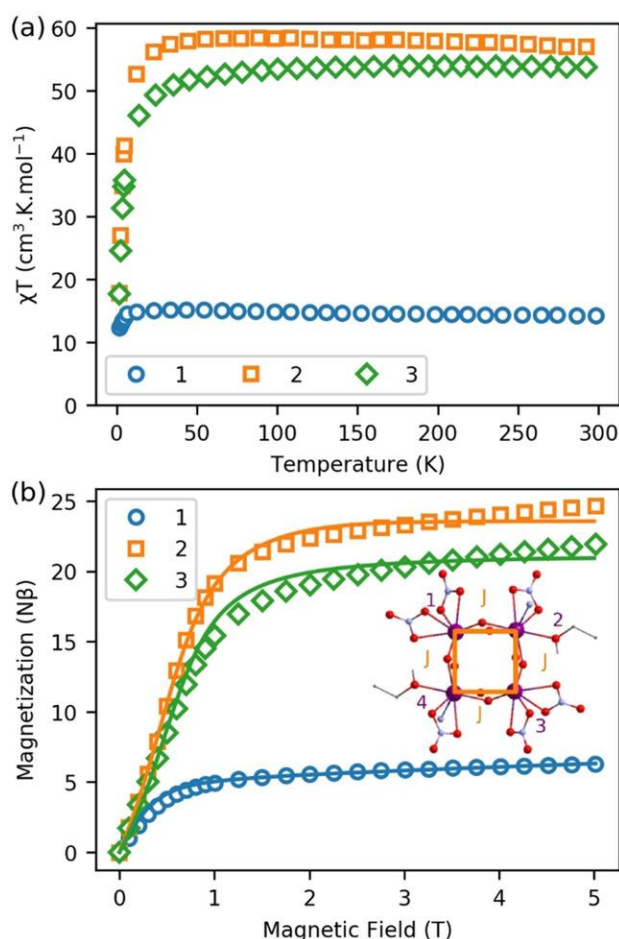 (a)
60
50
40
30
20
10
0
χT (cm³.K.mol⁻¹)
1 2 3
0 50 100 150 200 250 300
Temperature (K)
(b)
25
20
15
10
5
0
Magnetization (Nβ)
1
2
3
1 J 2
J J
4 J 3
0 1 2 3 4 5
Magnetic Field (T)